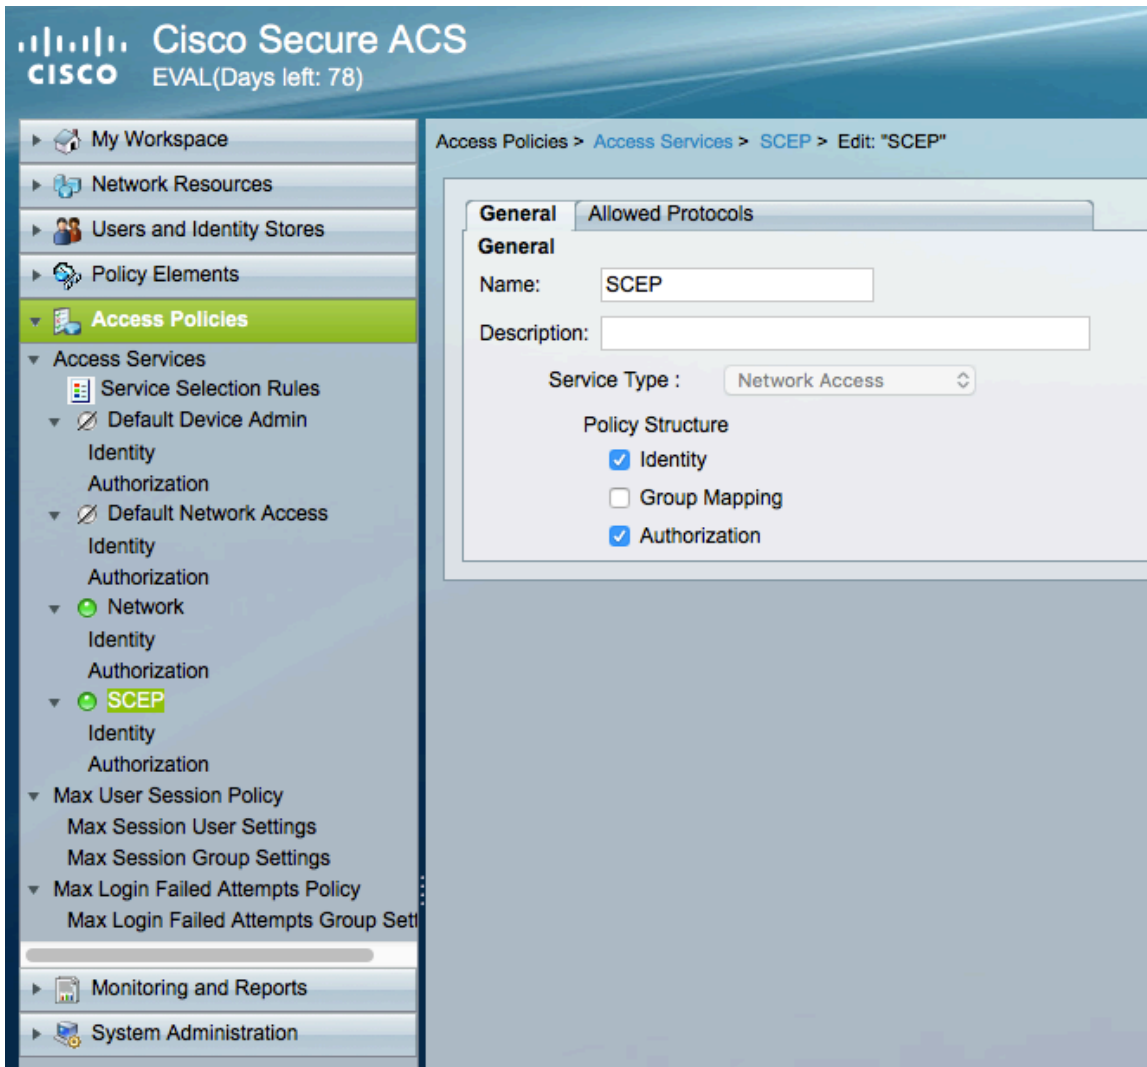 Cisco Secure ACS
CISCO
EVAL(Days left: 78)
My Workspace
Network Resources
Users and Identity Stores
Policy Elements
Access Policies
Access Services
Service Selection Rules
Default Device Admin
Identity
Authorization
Default Network Access
Identity
Authorization
Network
Identity
Authorization
SCEP
Identity
Authorization
Max User Session Policy
Max Session User Settings
Max Session Group Settings
Max Login Failed Attempts Policy
Max Login Failed Attempts Group Sett
Monitoring and Reports
System Administration
Access Policies > Access Services > SCEP > Edit: "SCEP"
General Allowed Protocols
General
Name: SCEP
Description:
Service Type : Network Access
Policy Structure
Identity
Group Mapping
Authorization